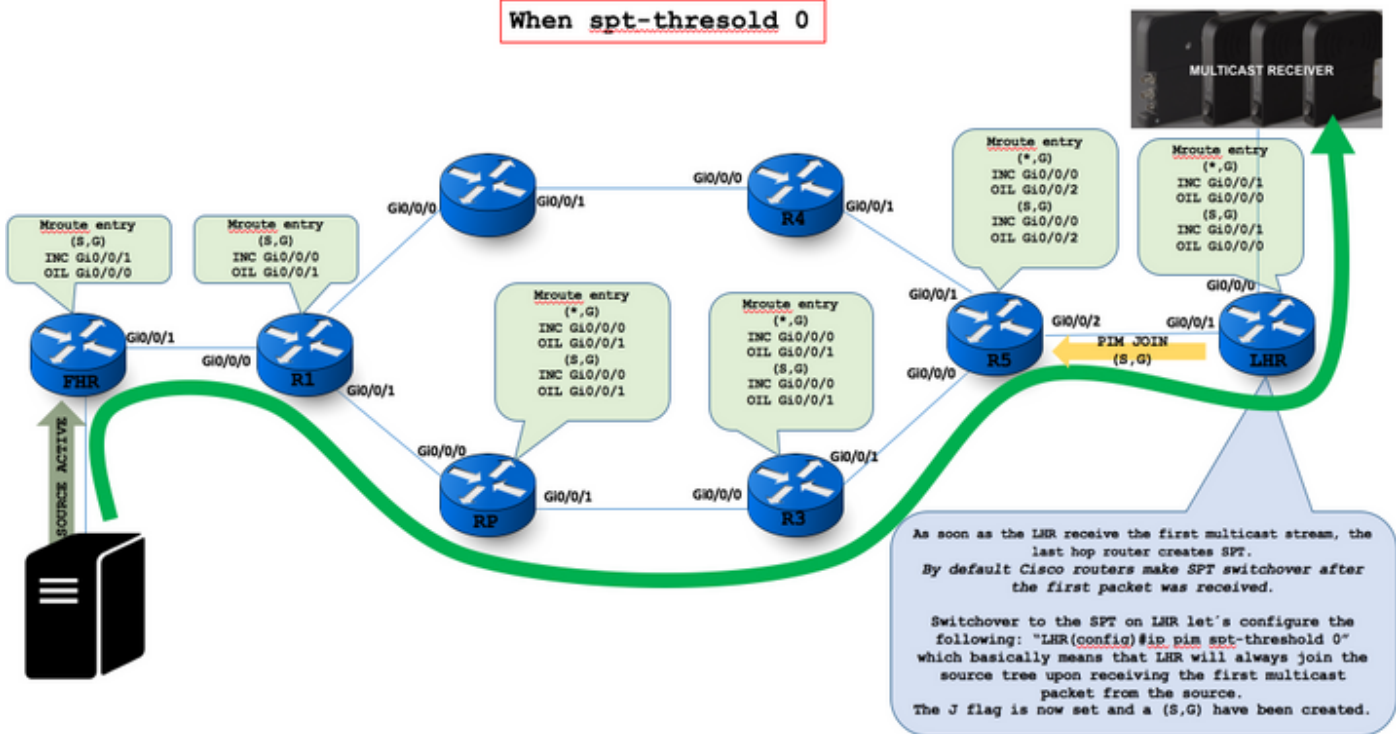 When spt-thresold 0
MULTICAST RECEIVER
Mroute entry
(S,G)
INC Gi0/0/1
OIL Gi0/0/0
Mroute entry
(S,G)
INC Gi0/0/0
OIL Gi0/0/1
Mroute entry
(*,G)
INC Gi0/0/0
OIL Gi0/0/1
(S,G)
INC Gi0/0/0
OIL Gi0/0/1
Mroute entry
(*,G)
INC Gi0/0/0
OIL Gi0/0/1
(S,G)
INC Gi0/0/0
OIL Gi0/0/1
Mroute entry
(*,G)
INC Gi0/0/0
OIL Gi0/0/2
(S,G)
INC Gi0/0/0
OIL Gi0/0/2
Mroute entry
(*,G)
INC Gi0/0/1
OIL Gi0/0/0
(S,G)
INC Gi0/0/1
OIL Gi0/0/0
Gi0/0/0
Gi0/0/1
Gi0/0/0
R4
Gi0/0/1
FHR
Gi0/0/1
Gi0/0/0
R1
Gi0/0/1
Gi0/0/0
RP
Gi0/0/1
Gi0/0/0
R3
Gi0/0/1
Gi0/0/1
R5
Gi0/0/0
Gi0/0/2
Gi0/0/1
Gi0/0/0
LHR
PIM JOIN
(S,G)
SOURCE ACTIVE
As soon as the LHR receive the first multicast stream, the
last hop router creates SPT.
By default Cisco routers make SPT switchover after
the first packet was received.
Switchover to the SPT on LHR let´s configure the
following: “LHR(config)#ip pim spt-threshold 0”
which basically means that LHR will always join the
source tree upon receiving the first multicast
packet from the source.
The J flag is now set and a (S,G) have been created.